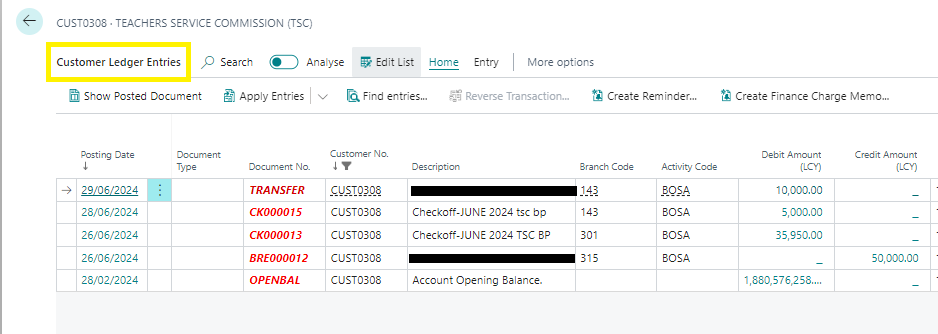 CUST0308 · TEACHERS SERVICE COMMISSION (TSC)
Customer Ledger Entries Search Analyse Edit List Home Entry More options
Show Posted Document Apply Entries Find entries... Reverse Transaction... Create Reminder... Create Finance Charge Memo...
Posting Date Document Type Document No. Customer No. Description Branch Code Activity Code Debit Amount (LCY) Credit Amount (LCY)
29/06/2024 TRANSFER CUST0308 143 BOSA 10,000.00 _
28/06/2024 CK000015 CUST0308 Checkoff-JUNE 2024 tsc bp 143 BOSA 5,000.00 _
26/06/2024 CK000013 CUST0308 Checkoff-JUNE 2024 TSC BP 301 BOSA 35,950.00 _
26/06/2024 BRE000012 CUST0308 315 BOSA _ 50,000.00
28/02/2024 OPENBAL CUST0308 Account Opening Balance. 1,880,576,258.... _